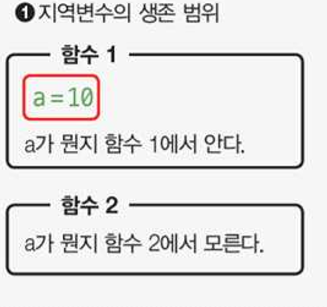 ❶지역변수의 생존 범위
함수 1
a=10
a가 뭔지 함수 1에서 안다.
함수 2
a가 뭔지 함수 2에서 모른다.